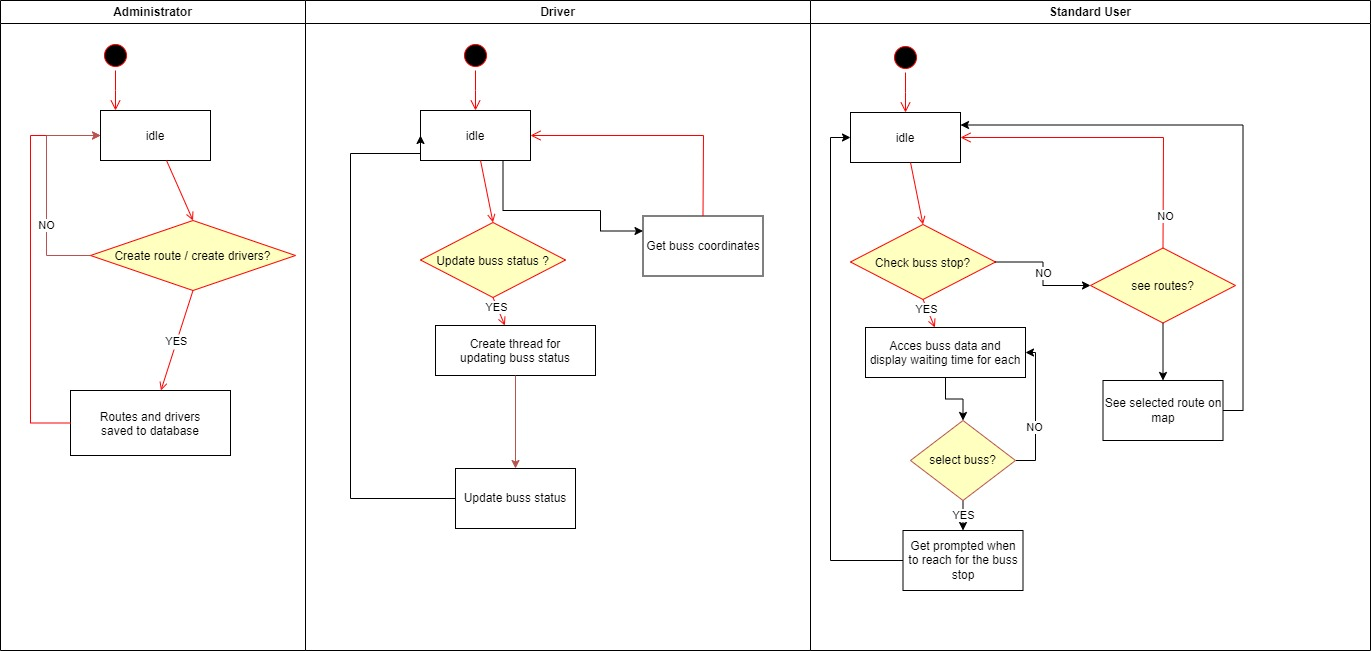 Administrator
Driver
Standard User
idle
NO
Create route / create drivers?
YES
Routes and drivers
saved to database
idle
Get buss coordinates
Update buss status ?
YES
Create thread for
updating buss status
Update buss status
idle
NO
Check buss stop?
NO
see routes?
YES
Acces buss data and
display waiting time for each
See selected route on
map
NO
select buss?
YES
Get prompted when
to reach for the buss
stop